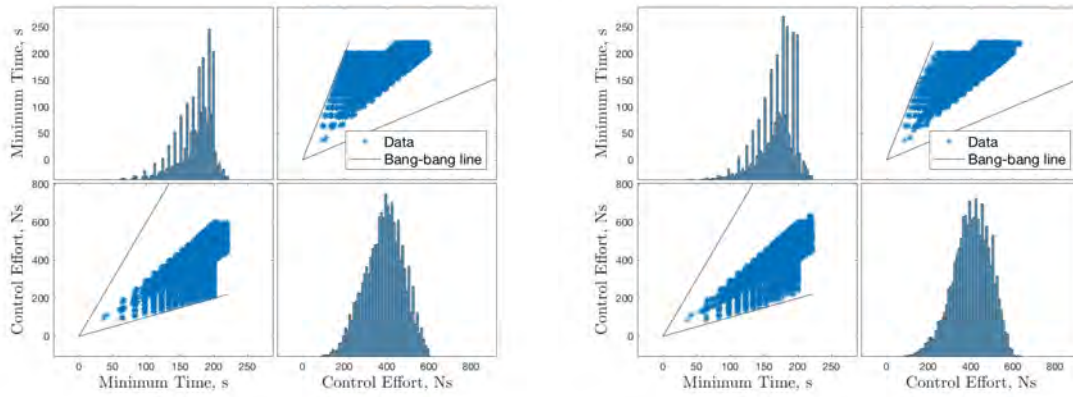 Minimum Time, s
250
200
150
100
50
0
Data
Bang-bang line
Control Effort, Ns
800
600
400
200
0
0 50 100 150 200 250
0 200 400 600 800
Minimum Time, s
Control Effort, Ns
Minimum Time, s
250
200
150
100
50
0
Data
Bang-bang line
Control Effort, Ns
800
600
400
200
0
0 50 100 150 200 250
0 200 400 600 800
Minimum Time, s
Control Effort, Ns